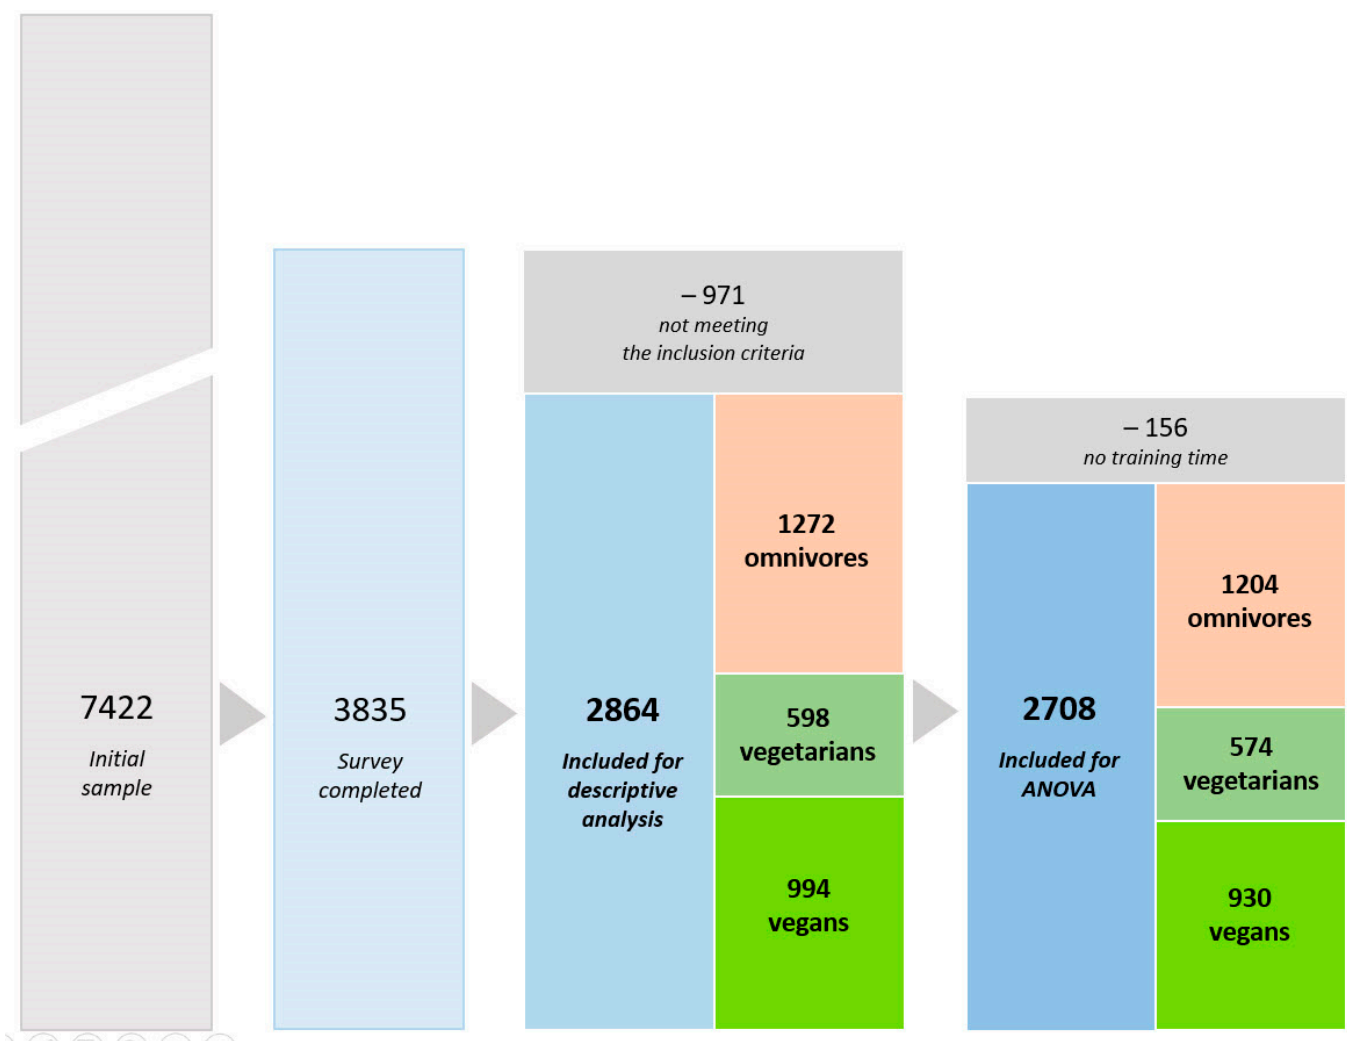 7422
Initial
sample
3835
Survey
completed
– 971
not meeting
the inclusion criteria
2864
Included for
descriptive
analysis
1272
omnivores
598
vegetarians
994
vegans
– 156
no training time
2708
Included for
ANOVA
1204
omnivores
574
vegetarians
930
vegans